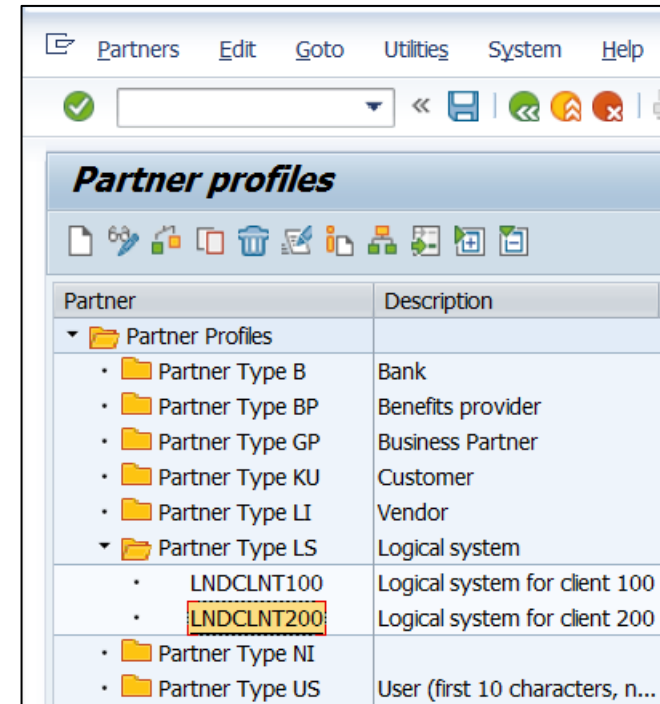 Partners Edit Goto Utilities System Help
Partner profiles
Partner Description
Partner Profiles
Partner Type B Bank
Partner Type BP Benefits provider
Partner Type GP Business Partner
Partner Type KU Customer
Partner Type LI Vendor
Partner Type LS Logical system
LNDCLNT100 Logical system for client 100
LNDCLNT200 Logical system for client 200
Partner Type NI
Partner Type US User (first 10 characters, n...